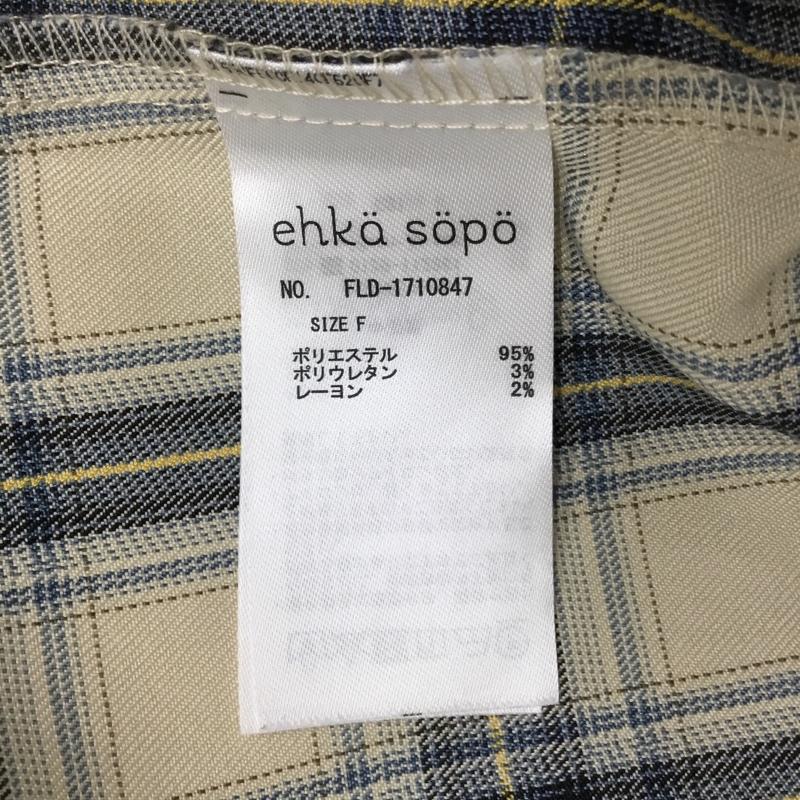 ehkä söpö
NO. FLD-1710847
SIZE F
ポリエステル 95%
ポリウレタン 3%
レーヨン 2%